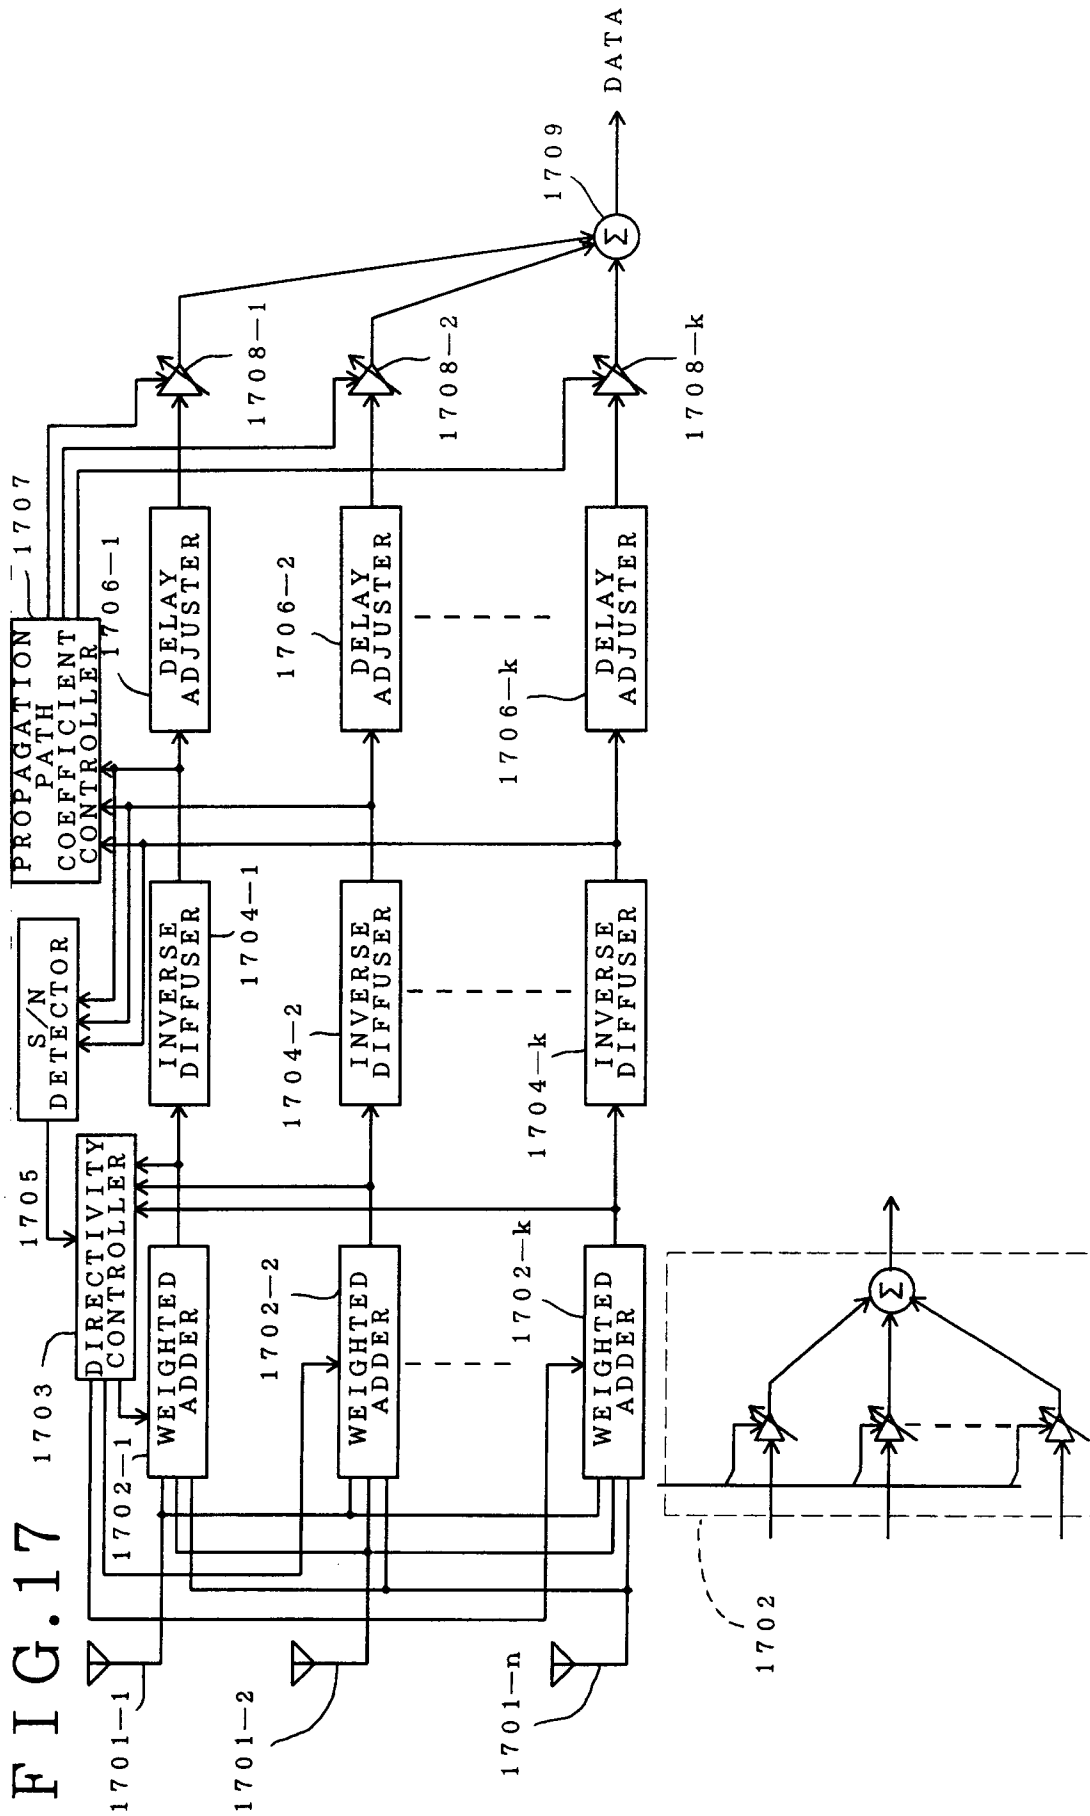 FIG.17
1701—1
1701—2
1701—n
1703
DIRECTIVITY
CONTROLLER
1705
S/N
DETECTOR
PROPAGATION
PATH
COEFFICIENT
CONTROLLER
1707
1702—1
WEIGHTED
ADDER
INVERSE
DIFFUSER
1704—1
1706—1
DELAY
ADJUSTER
1708—1
1702—2
WEIGHTED
ADDER
1704—2
INVERSE
DIFFUSER
1706—2
DELAY
ADJUSTER
1708—2
1702—k
WEIGHTED
ADDER
1704—k
INVERSE
DIFFUSER
1706—k
DELAY
ADJUSTER
1708—k
1709
Σ
DATA
1702
Σ